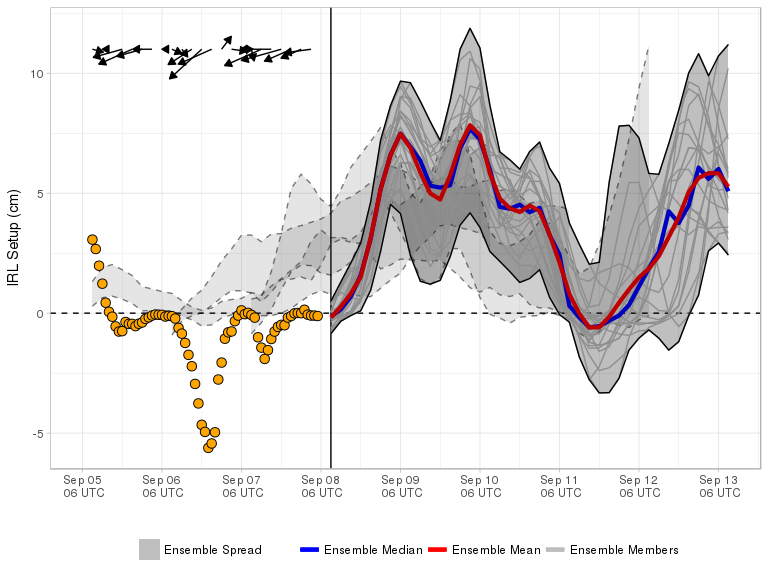 IRL Setup (cm)
10
5
0
-5
Sep 05 Sep 06 Sep 07 Sep 08 Sep 09 Sep 10 Sep 11 Sep 12 Sep 13
06 UTC 06 UTC 06 UTC 06 UTC 06 UTC 06 UTC 06 UTC 06 UTC 06 UTC
Ensemble Spread Ensemble Median Ensemble Mean Ensemble Members